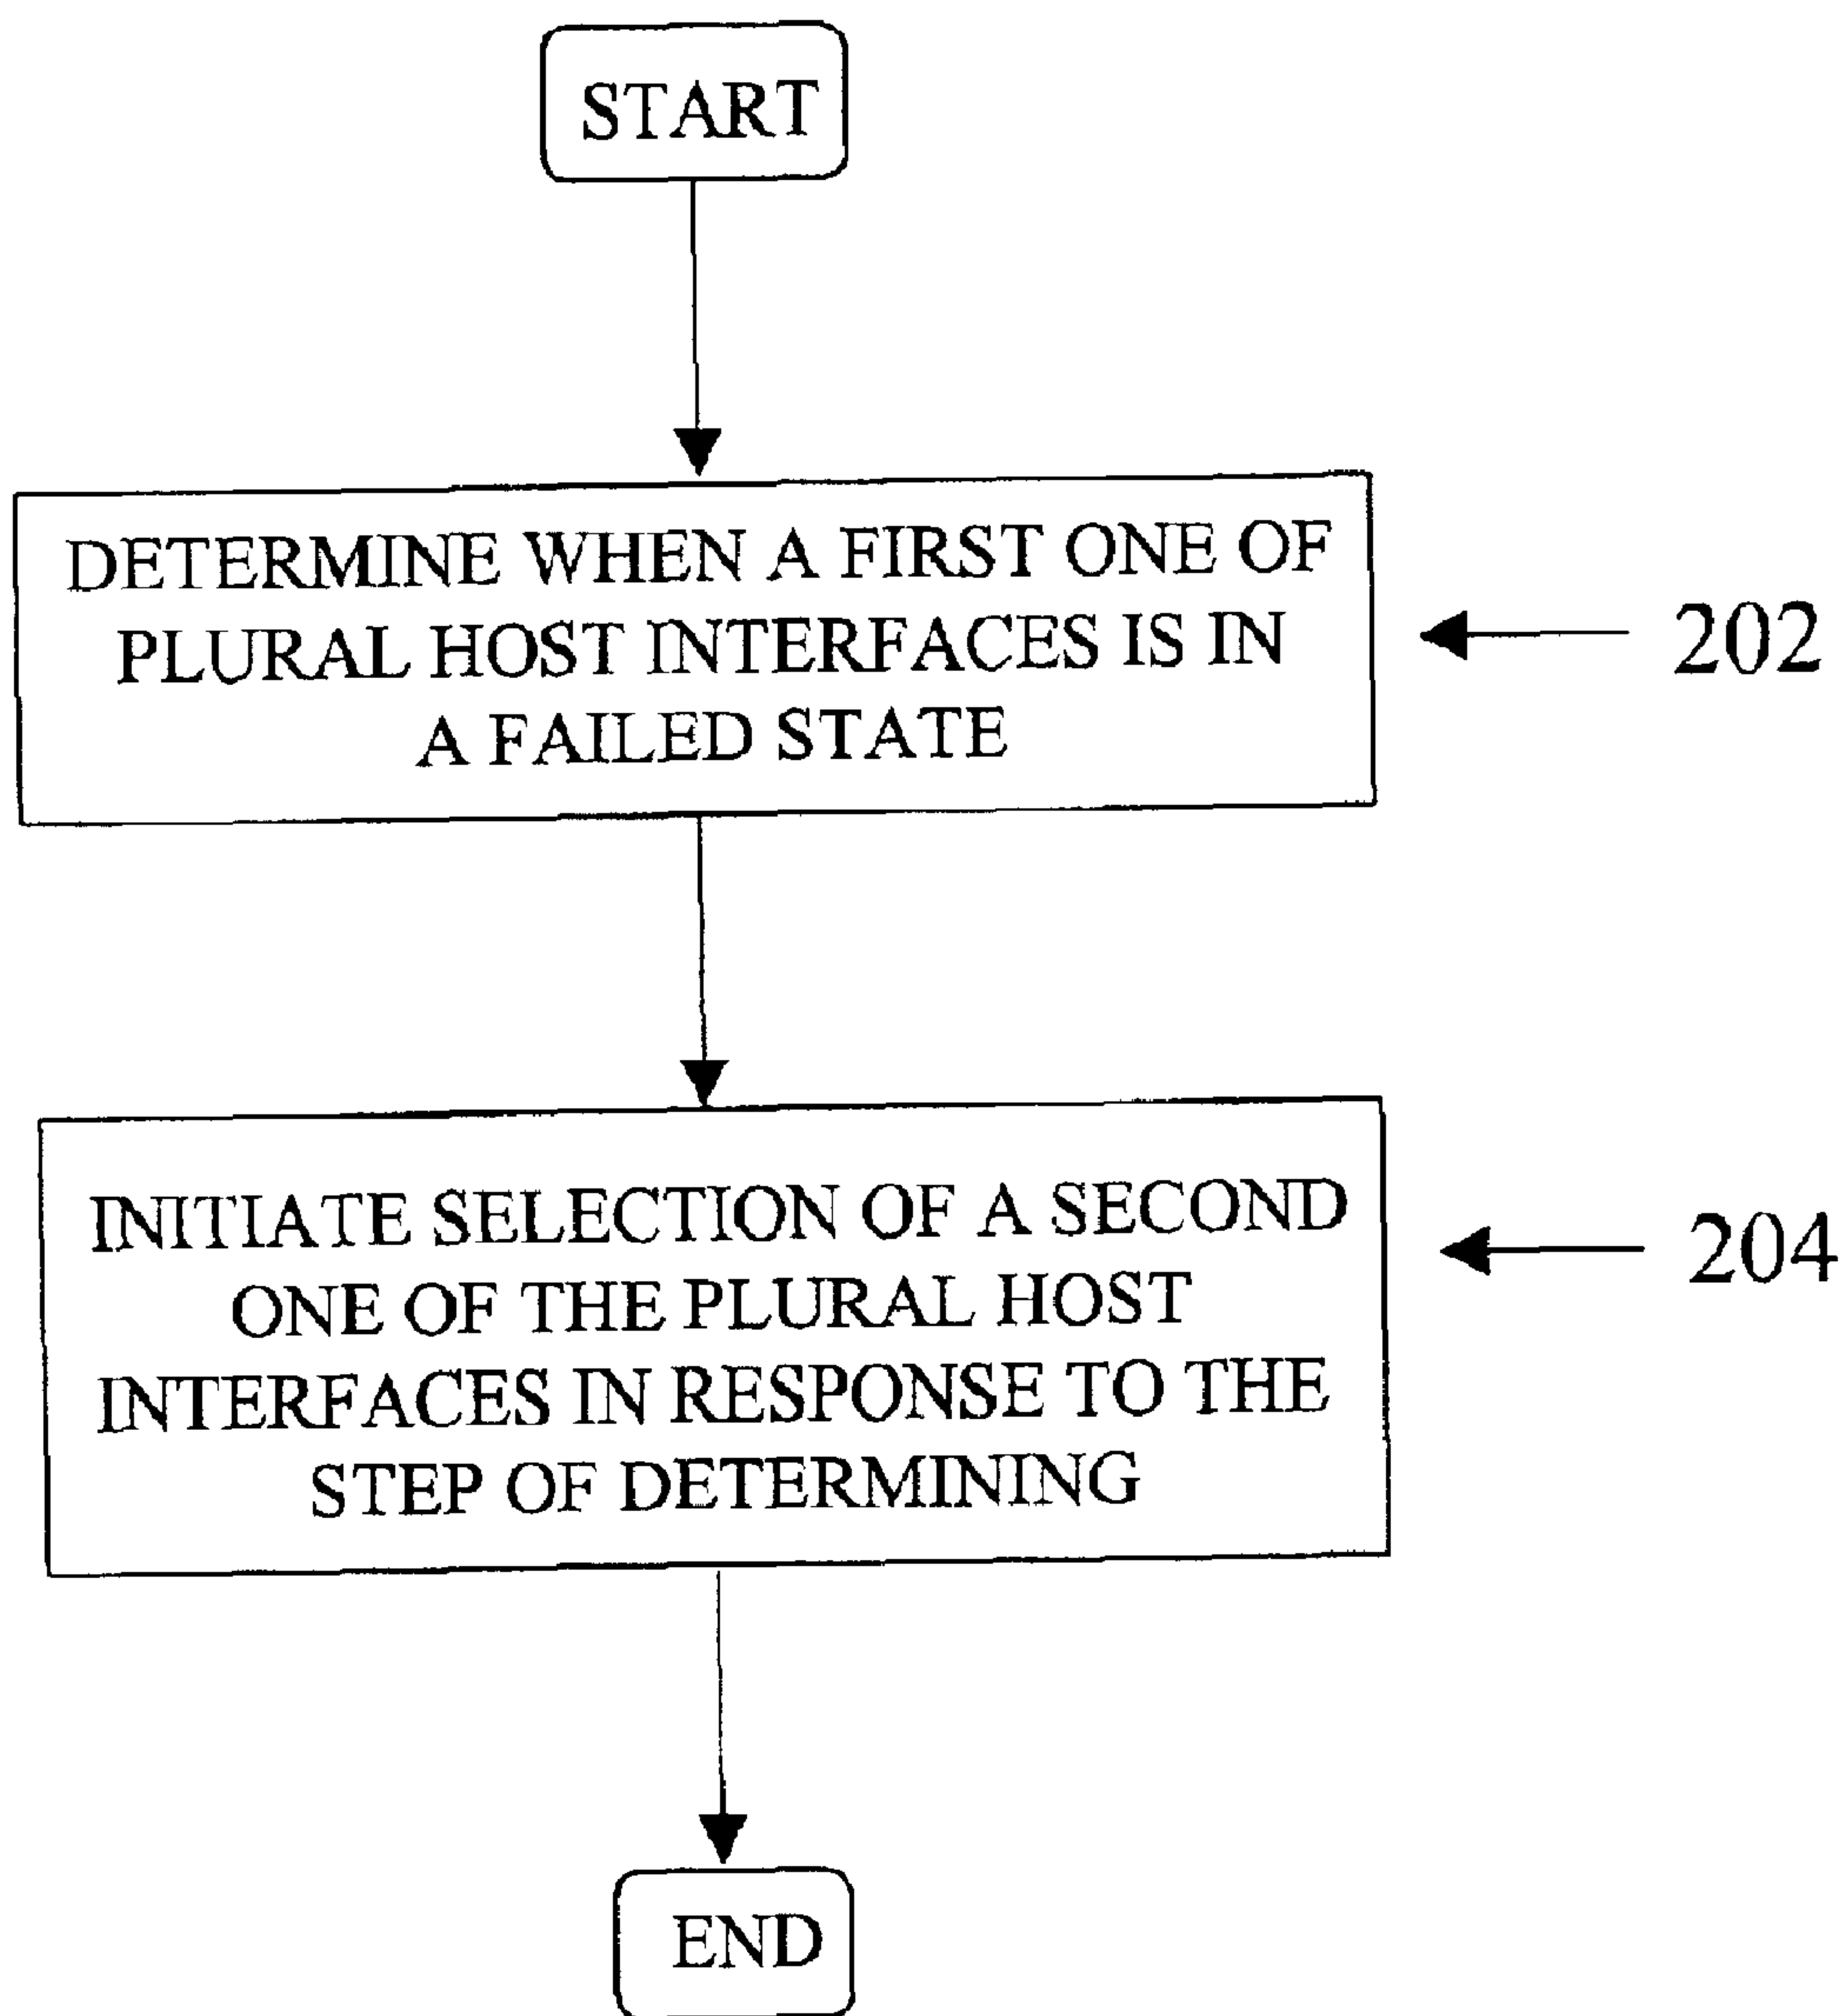 START
DETERMINE WHEN A FIRST ONE OF
PLURAL HOST INTERFACES IS IN
A FAILED STATE
202
INITIATE SELECTION OF A SECOND
ONE OF THE PLURAL HOST
INTERFACES IN RESPONSE TO THE
STEP OF DETERMINING
204
END